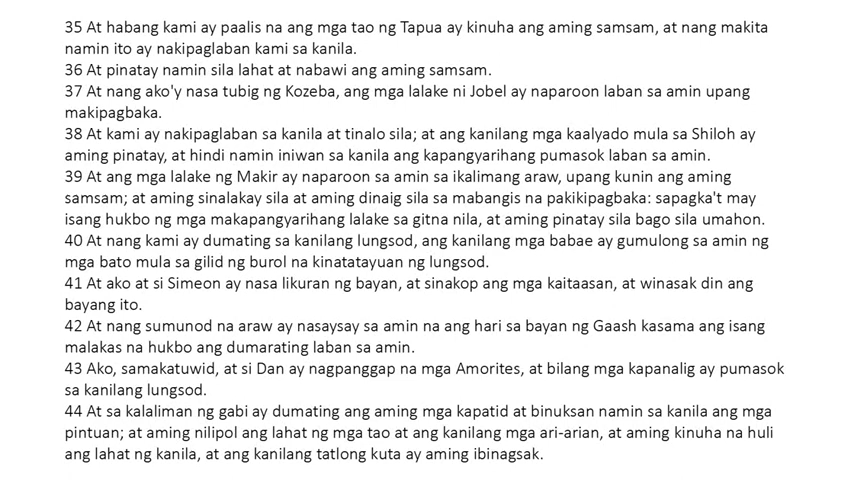 35 At habang kami ay paalis na ang mga tao ng Tapua ay kinuha ang aming samsam, at nang makita
namin ito ay nakipaglaban kami sa kanila.
36 At pinatay namin sila lahat at nabawi ang aming samsam.
37 At nang ako'y nasa tubig ng Kozeba, ang mga lalake ni Jobel ay naparoon laban sa amin upang
makipagbaka.
38 At kami ay nakipaglaban sa kanila at tinalo sila; at ang kanilang mga kaalyado mula sa Shiloh ay
aming pinatay, at hindi namin iniwan sa kanila ang kapangyarihang pumasok laban sa amin.
39 At ang mga lalake ng Makir ay naparoon sa amin sa ikalimang araw, upang kunin ang aming
samsam; at aming sinalakay sila at aming dinaig sila sa mabangis na pakikipagbaka: sapagka't may
isang hukbo ng mga makapangyarihang lalake sa gitna nila, at aming pinatay sila bago sila umahon.
40 At nang kami ay dumating sa kanilang lungsod, ang kanilang mga babae ay gumulong sa amin ng
mga bato mula sa gilid ng burol na kinatatayuan ng lungsod.
41 At ako at si Simeon ay nasa likuran ng bayan, at sinakop ang mga kaitaasan, at winasak din ang
bayang ito.
42 At nang sumunod na araw ay nasaysay sa amin na ang hari sa bayan ng Gaash kasama ang isang
malakas na hukbo ang dumarating laban sa amin.
43 Ako, samakatuwid, at si Dan ay nagpanggap na mga Amorites, at bilang mga kapanalig ay pumasok
sa kanilang lungsod.
44 At sa kalaliman ng gabi ay dumating ang aming mga kapatid at binuksan namin sa kanila ang mga
pintuan; at aming nilipol ang lahat ng mga tao at ang kanilang mga ari-arian, at aming kinuha na huli
ang lahat ng kanila, at ang kanilang tatlong kuta ay aming ibinagsak.